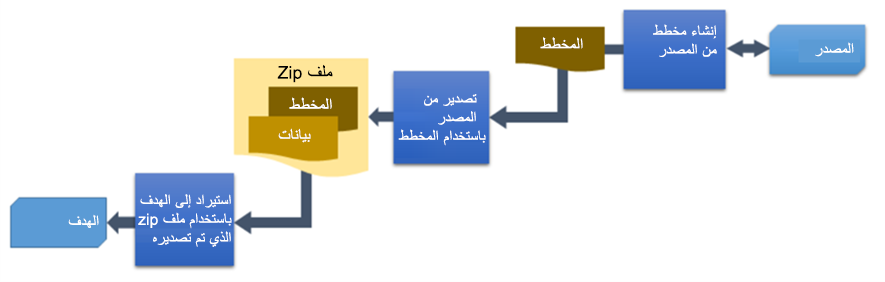 المصدر
إنشاء مخطط
من المصدر
المخطط
تصدير من
المصدر
باستخدام المخطط
ملف Zip
المخطط
بيانات
استيراد إلى الهدف
باستخدام ملف zip
الذي تم تصديره
الهدف